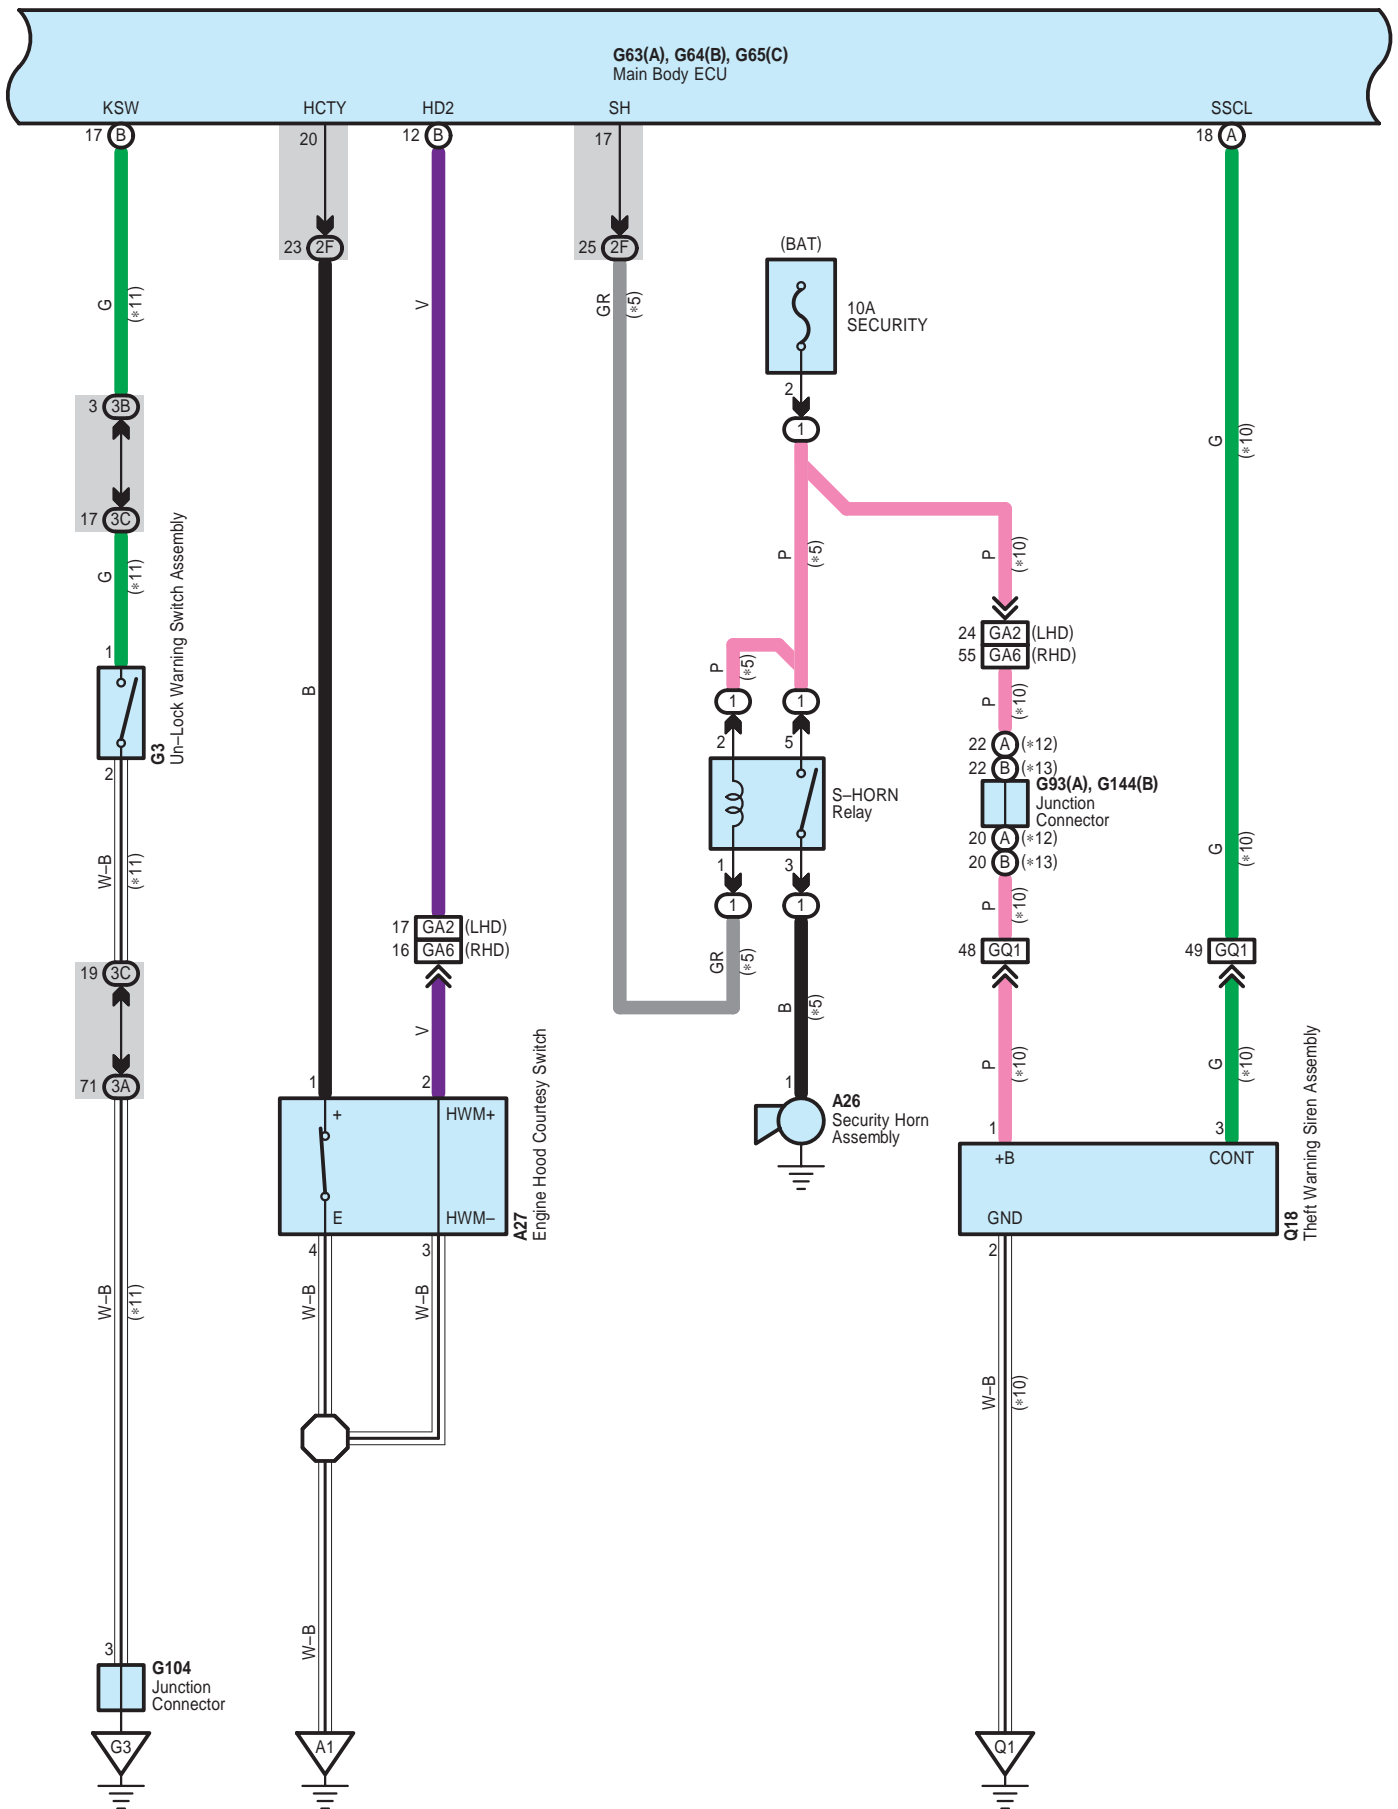 G63(A), G64(B), G65(C)
Main Body ECU
KSW
HCTY
HD2
SH
SSCL
17 B
20
12 B
17
18 A
23 2F
25 2F
(BAT)
10A
SECURITY
G
(*11)
V
GR
(*5)
2
1
3 3B
G
(*10)
17 3C
G
(*11)
P
(*5)
P
(*10)
1
G3
Un–Lock Warning Switch Assembly
2
24 GA2 (LHD)
55 GA6 (RHD)
B
P
(*5)
1
1
P
(*10)
2
5
22 A (*12)
22 B (*13)
G93(A), G144(B)
Junction
Connector
20 A (*12)
20 B (*13)
S–HORN
Relay
1
3
1
1
W–B
(*11)
G
(*10)
P
(*10)
17 GA2 (LHD)
16 GA6 (RHD)
48 GQ1
49 GQ1
19 3C
GR
(*5)
B
(*5)
V
P
(*10)
G
(*10)
71 3A
1
2
+
HWM+
E
HWM–
4
3
A27
Engine Hood Courtesy Switch
1
A26
Security Horn
Assembly
1
3
+B
CONT
GND
2
Q18
Theft Warning Siren Assembly
W–B
(*11)
W–B
W–B
W–B
(*10)
W–B
3
G104
Junction
Connector
G3
A1
Q1